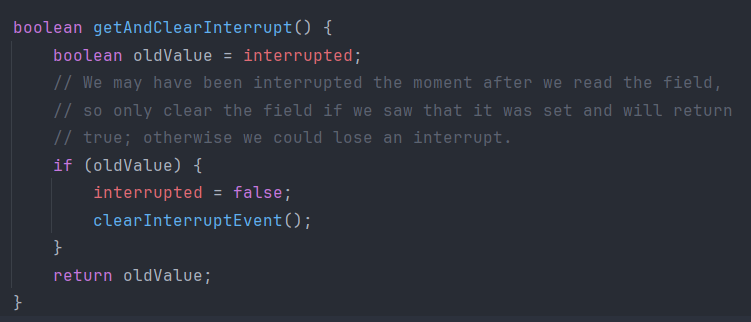 boolean getAndClearInterrupt() {
    boolean oldValue = interrupted;
    // We may have been interrupted the moment after we read the field,
    // so only clear the field if we saw that it was set and will return
    // true; otherwise we could lose an interrupt.
    if (oldValue) {
        interrupted = false;
        clearInterruptEvent();
    }
    return oldValue;
}